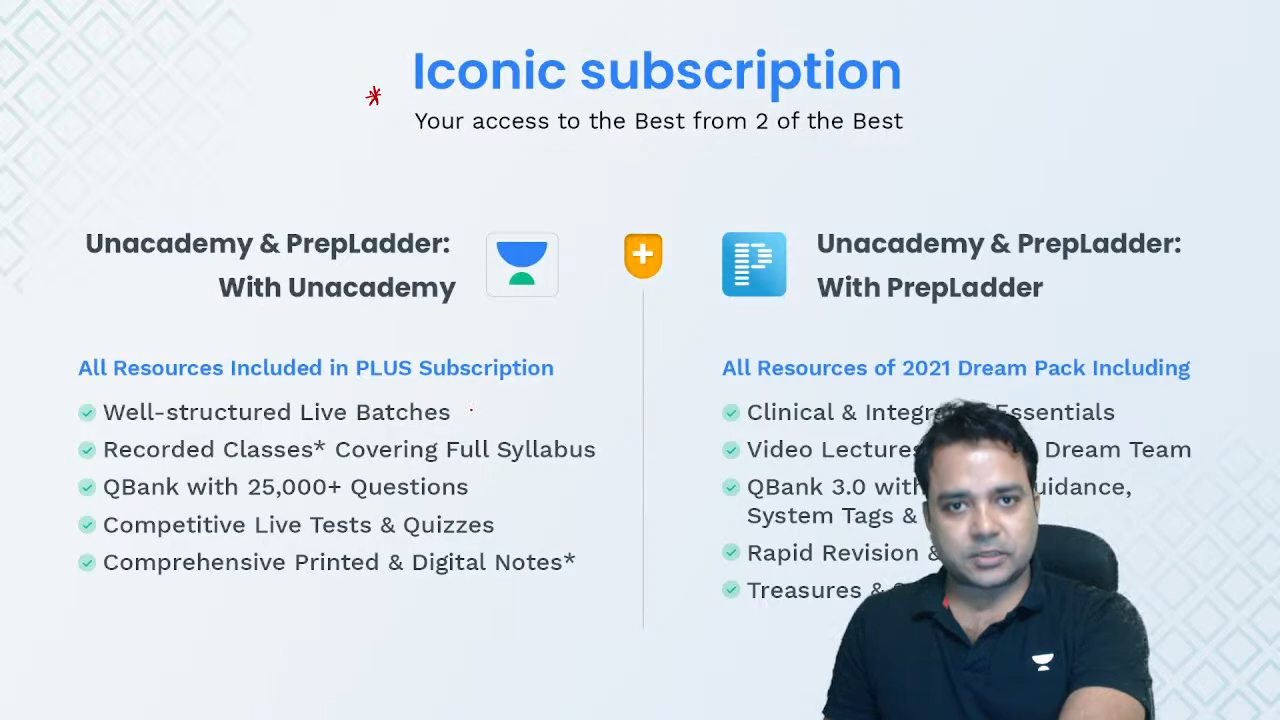 Iconic subscription
Your access to the Best from 2 of the Best
Unacademy & PrepLadder:
With Unacademy
All Resources Included in PLUS Subscription
Well-structured Live Batches
Recorded Classes* Covering Full Syllabus
QBank with 25,000+ Questions
Competitive Live Tests & Quizzes
Comprehensive Printed & Digital Notes*
Unacademy & PrepLadder:
With PrepLadder
All Resources of 2021 Dream Pack Including
Clinical & Essentials
Video Lectures Dream Team
QBank 3.0 with
System Tags &
Rapid Revision &
Treasures &